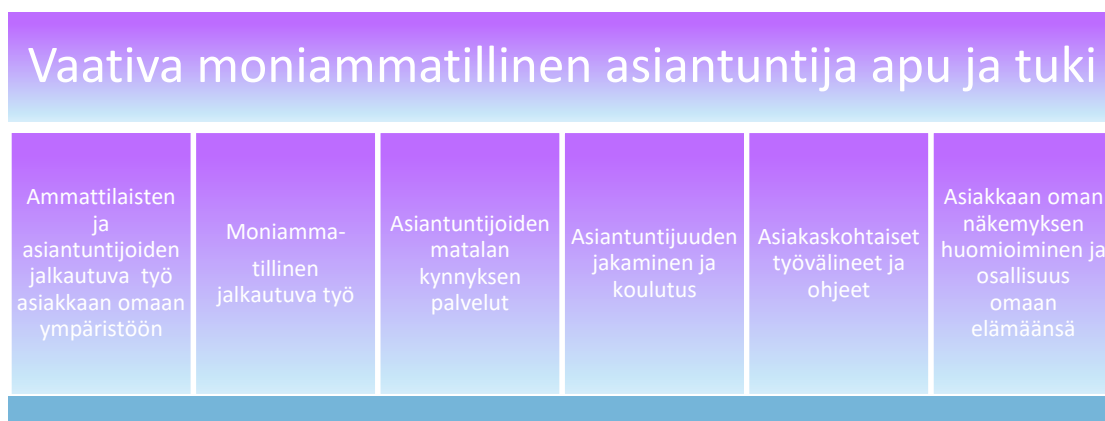 Vaativa moniammatillinen asiantuntija apu ja tuki
Ammattilaisten
ja
asiantuntijoiden
jalkautuva työ
asiakkaan omaan
ympäristöön
Moniamma-
tillinen
jalkautuva työ
Asiantuntijoiden
matalan
kynnyksen
palvelut
Asiantuntijuuden
jakaminen ja
koulutus
Asiakaskohtaiset
työvälineet ja
ohjeet
Asiakkaan oman
näkemyksen
huomioiminen ja
osallisuus
omaan
elämäänsä